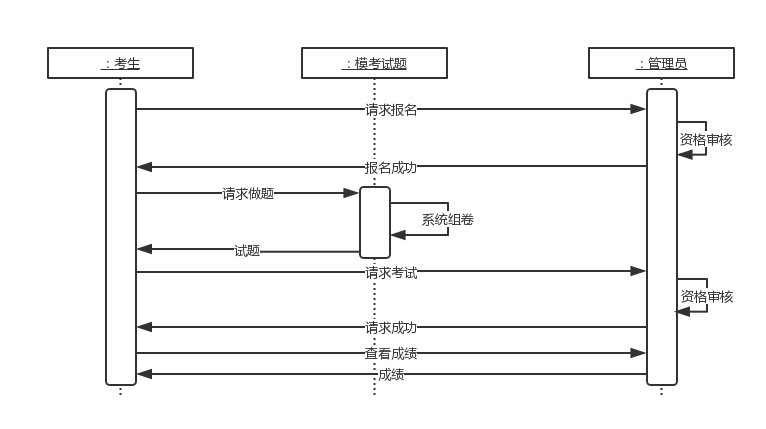 ：考生
：模考试题
：管理员
请求报名
资格审核
报名成功
请求做题
系统组卷
试题
请求考试
资格审核
请求成功
查看成绩
成绩